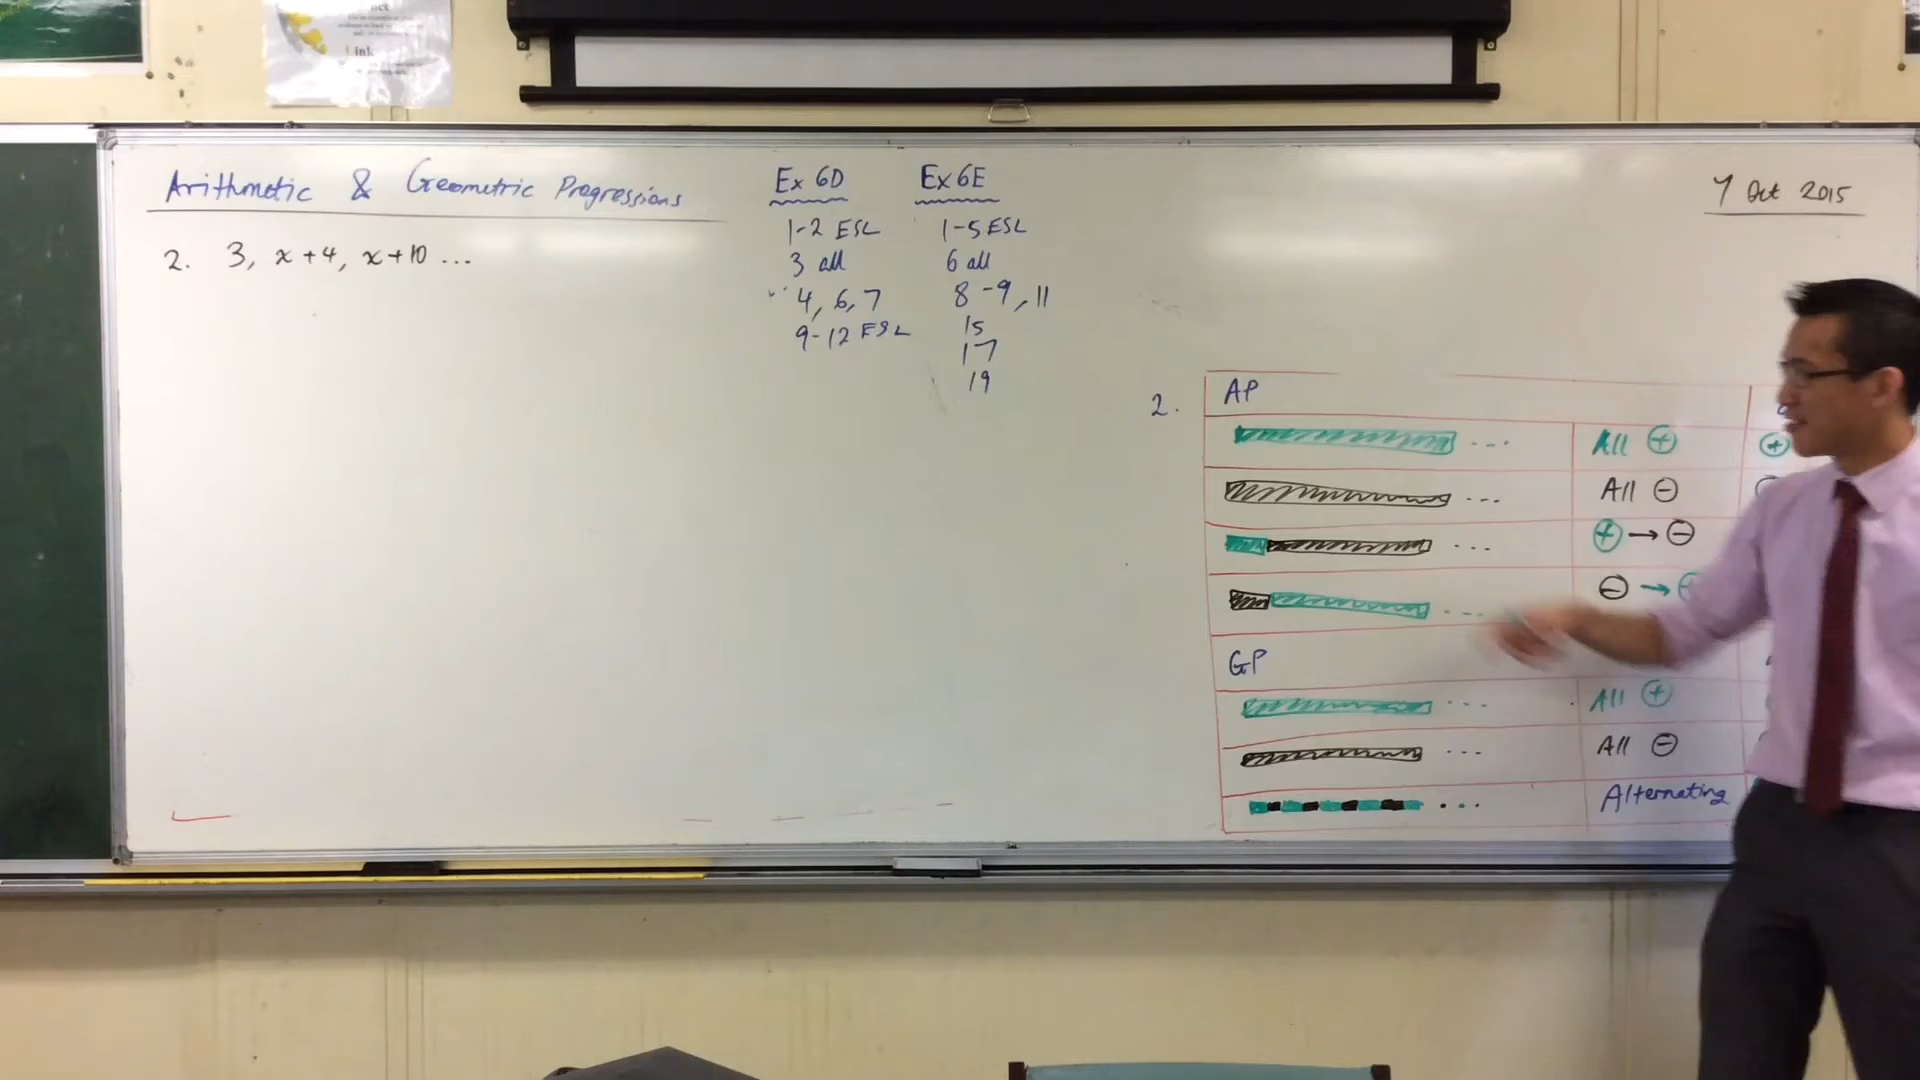 Arithmetic & Geometric Progressions
2. 3, x+4, x+10 ...
Ex 6D
1-2 ESL
3 all
4, 6, 7
9-12 ESL
Ex 6E
1-5 ESL
6 all
8-9, 11
15
17
19
7 Oct 2015
2.
AP
... All +
... All -
... + → -
... - →
GP
... All +
... All -
... Alternating
ink